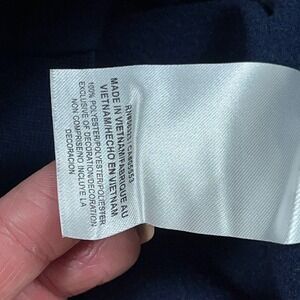 MADE IN VIETNAM/FABRIQUE AU
VIETNAM/HECHO EN VIETNAM
100% POLYESTER/POLYESTER/POLIESTER
EXCLUSIVE OF DECORATION/DECORATION
NON COMPRISE/NO INCLUYE LA
DECORACION